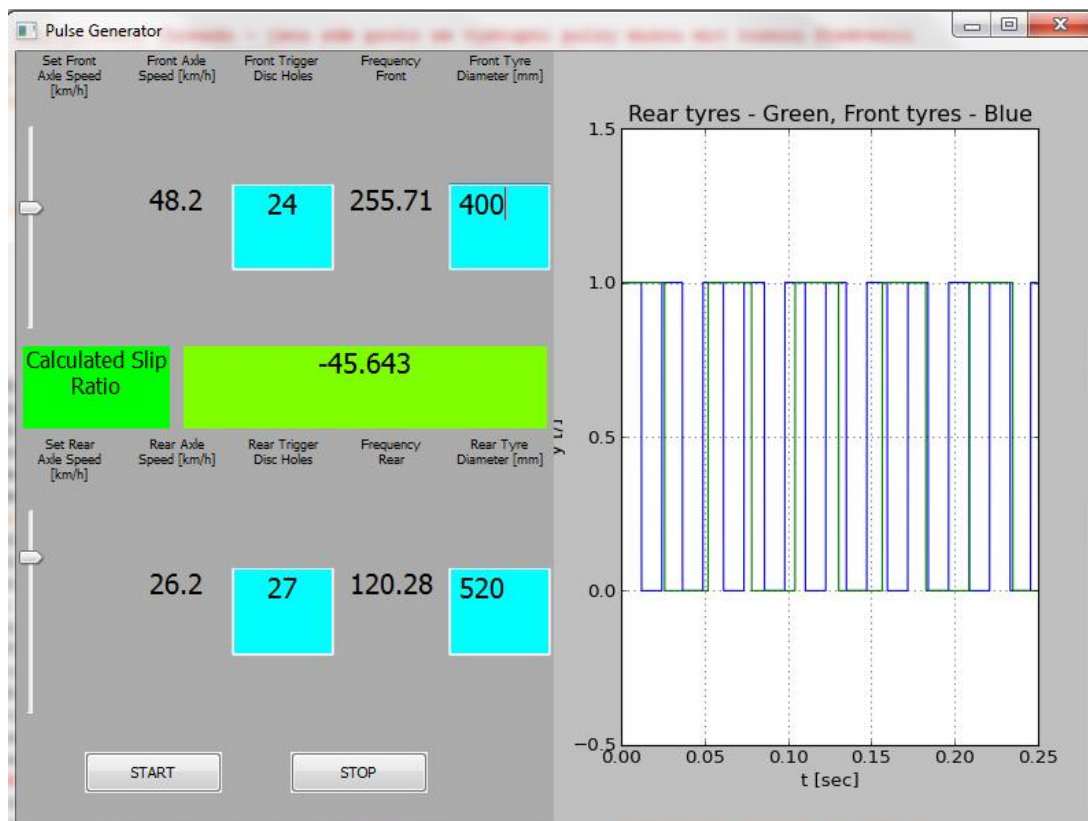 Pulse Generator
Set Front
Axle Speed
[km/h]
Front Axle
Speed [km/h]
Front Trigger
Disc Holes
Frequency
Front
Front Tyre
Diameter [mm]
48.2
24
255.71
400
Calculated Slip
Ratio
-45.643
Set Rear
Axle Speed
[km/h]
Rear Axle
Speed [km/h]
Rear Trigger
Disc Holes
Frequency
Rear
Rear Tyre
Diameter [mm]
26.2
27
120.28
520
START
STOP
Rear tyres - Green, Front tyres - Blue
1.5
1.0
0.5
0.0
−0.5
0.00
0.05
0.10
0.15
0.20
0.25
t [sec]